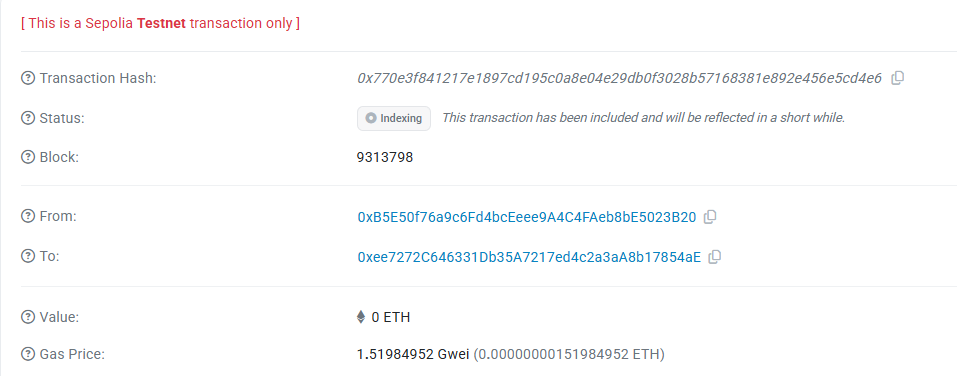 [ This is a Sepolia Testnet transaction only ]
Transaction Hash: 0x770e3f841217e1897cd195c0a8e04e29db0f3028b57168381e892e456e5cd4e6
Status: Indexing This transaction has been included and will be reflected in a short while.
Block: 9313798
From: 0xB5E50f76a9c6Fd4bcEeee9A4C4FAeb8bE5023B20
To: 0xee7272C646331Db35A7217ed4c2a3aA8b17854aE
Value: 0 ETH
Gas Price: 1.51984952 Gwei (0.00000000151984952 ETH)